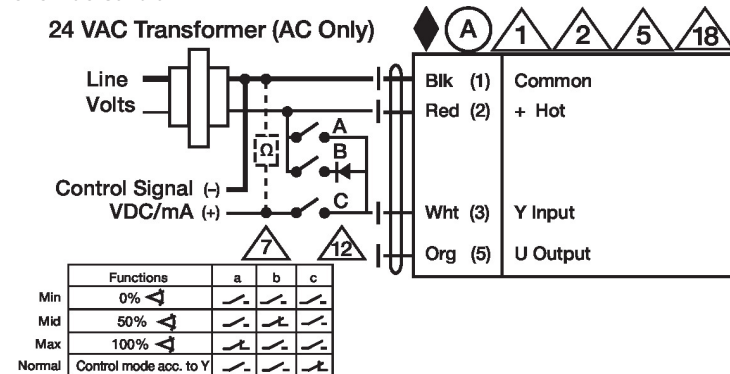 24 VAC Transformer (AC Only)
A 1 2 5 18
Line
Volts
Blk (1) Common
Red (2) + Hot
A
Ω
B
Control Signal (-)
VDC/mA (+)
C
Wht (3) Y Input
7 12
Org (5) U Output
Functions a b c
Min 0%
Mid 50%
Max 100%
Normal Control mode acc. to Y